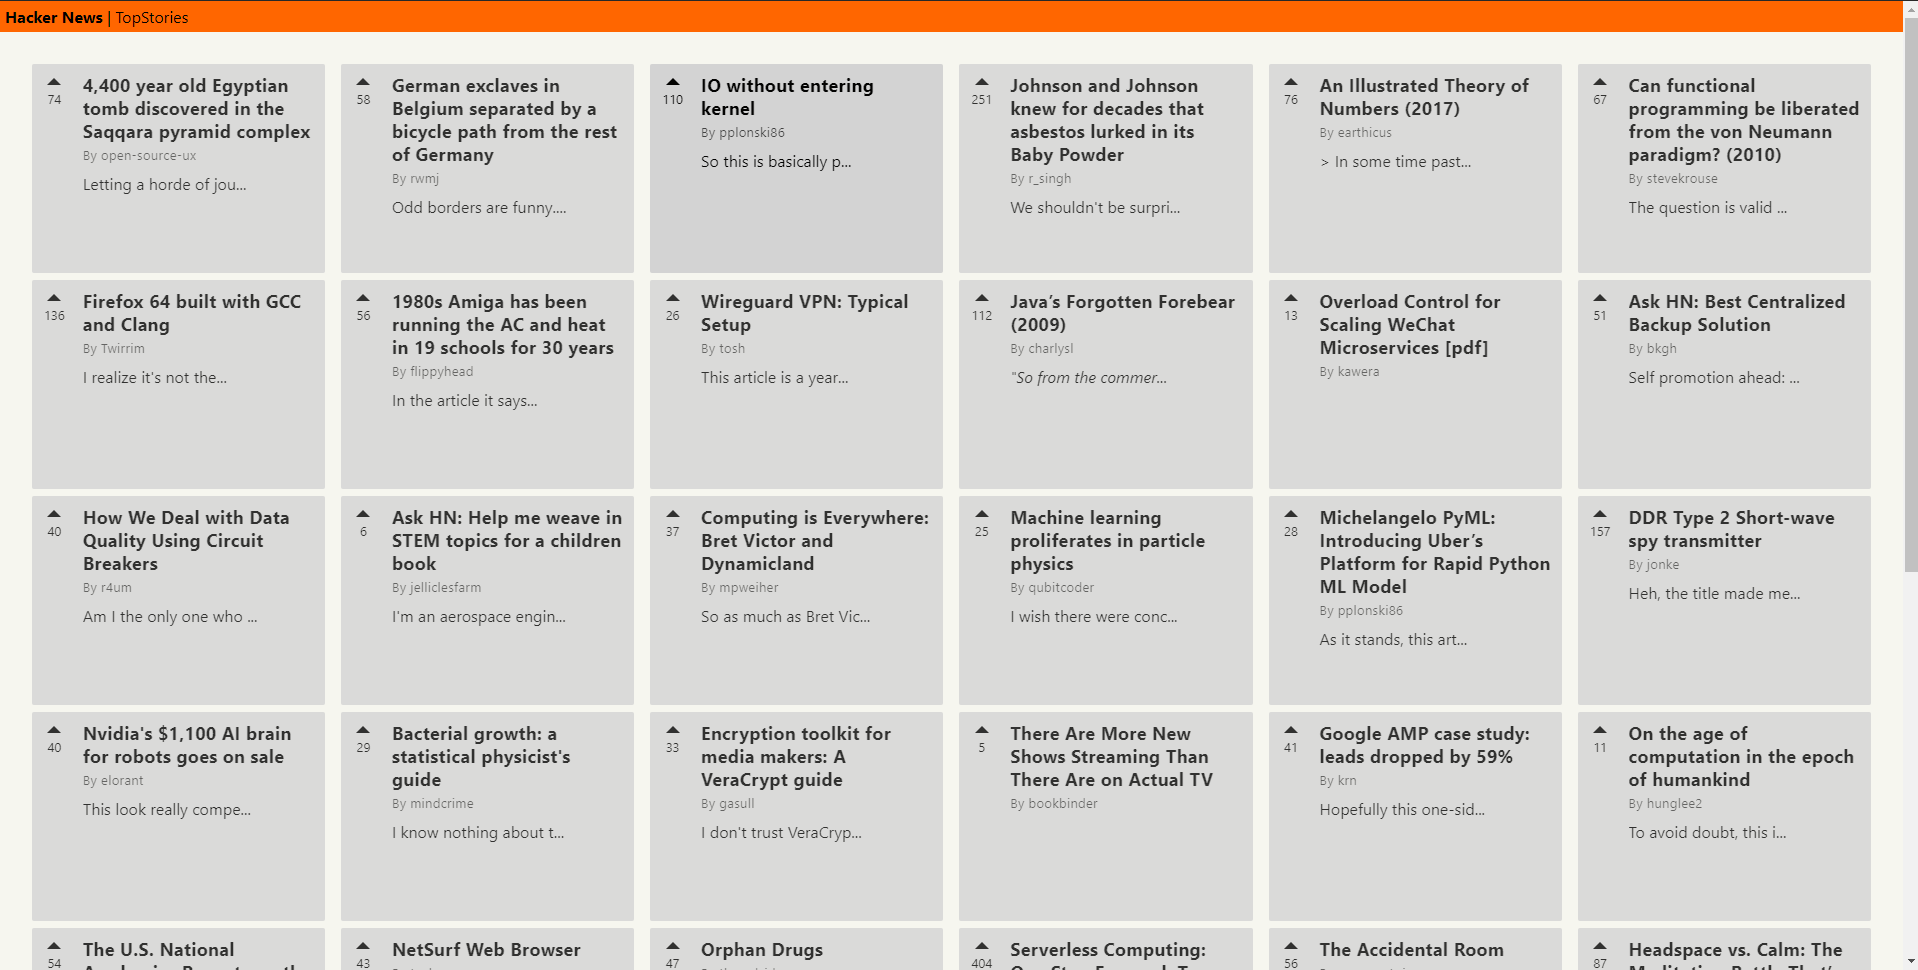 Hacker News | TopStories
74
4,400 year old Egyptian
tomb discovered in the
Saqqara pyramid complex
By open-source-ux
Letting a horde of jou...
58
German exclaves in
Belgium separated by a
bicycle path from the rest
of Germany
By rwmj
Odd borders are funny....
110
IO without entering
kernel
By pplonski86
So this is basically p...
251
Johnson and Johnson
knew for decades that
asbestos lurked in its
Baby Powder
By r_singh
We shouldn't be surpri...
76
An Illustrated Theory of
Numbers (2017)
By earthicus
> In some time past...
67
Can functional
programming be liberated
from the von Neumann
paradigm? (2010)
By stevekrouse
The question is valid ...
136
Firefox 64 built with GCC
and Clang
By Twirrim
I realize it's not the...
56
1980s Amiga has been
running the AC and heat
in 19 schools for 30 years
By flippyhead
In the article it says...
26
Wireguard VPN: Typical
Setup
By tosh
This article is a year...
112
Java’s Forgotten Forebear
(2009)
By charlysl
"So from the commer...
13
Overload Control for
Scaling WeChat
Microservices [pdf]
By kawera
51
Ask HN: Best Centralized
Backup Solution
By bkgh
Self promotion ahead: ...
40
How We Deal with Data
Quality Using Circuit
Breakers
By r4um
Am I the only one who ...
6
Ask HN: Help me weave in
STEM topics for a children
book
By jelliclesfarm
I'm an aerospace engin...
37
Computing is Everywhere:
Bret Victor and
Dynamicland
By mpweiher
So as much as Bret Vic...
25
Machine learning
proliferates in particle
physics
By qubitcoder
I wish there were conc...
28
Michelangelo PyML:
Introducing Uber’s
Platform for Rapid Python
ML Model
By pplonski86
As it stands, this art...
157
DDR Type 2 Short-wave
spy transmitter
By jonke
Heh, the title made me...
40
Nvidia's $1,100 AI brain
for robots goes on sale
By elorant
This look really compe...
29
Bacterial growth: a
statistical physicist's
guide
By mindcrime
I know nothing about t...
33
Encryption toolkit for
media makers: A
VeraCrypt guide
By gasull
I don't trust VeraCryp...
5
There Are More New
Shows Streaming Than
There Are on Actual TV
By bookbinder
41
Google AMP case study:
leads dropped by 59%
By krn
Hopefully this one-sid...
11
On the age of
computation in the epoch
of humankind
By hunglee2
To avoid doubt, this i...
54
The U.S. National
43
NetSurf Web Browser
47
Orphan Drugs
404
Serverless Computing:
56
The Accidental Room
87
Headspace vs. Calm: The